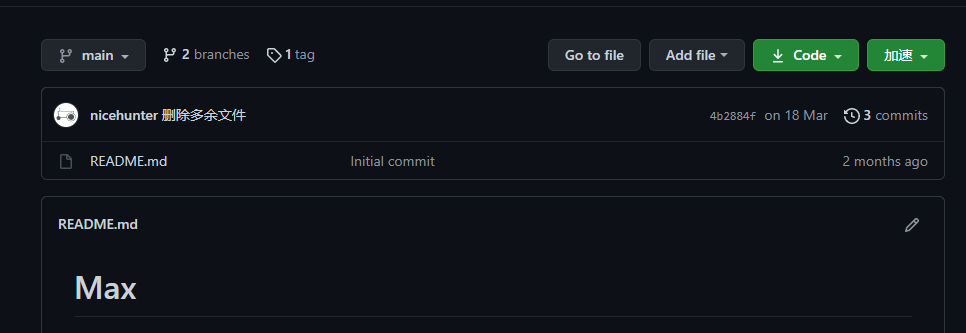 main 2 branches 1 tag Go to file Add file Code 加速
nicehunter 删除多余文件 4b2884f on 18 Mar 3 commits
README.md Initial commit 2 months ago
README.md
Max